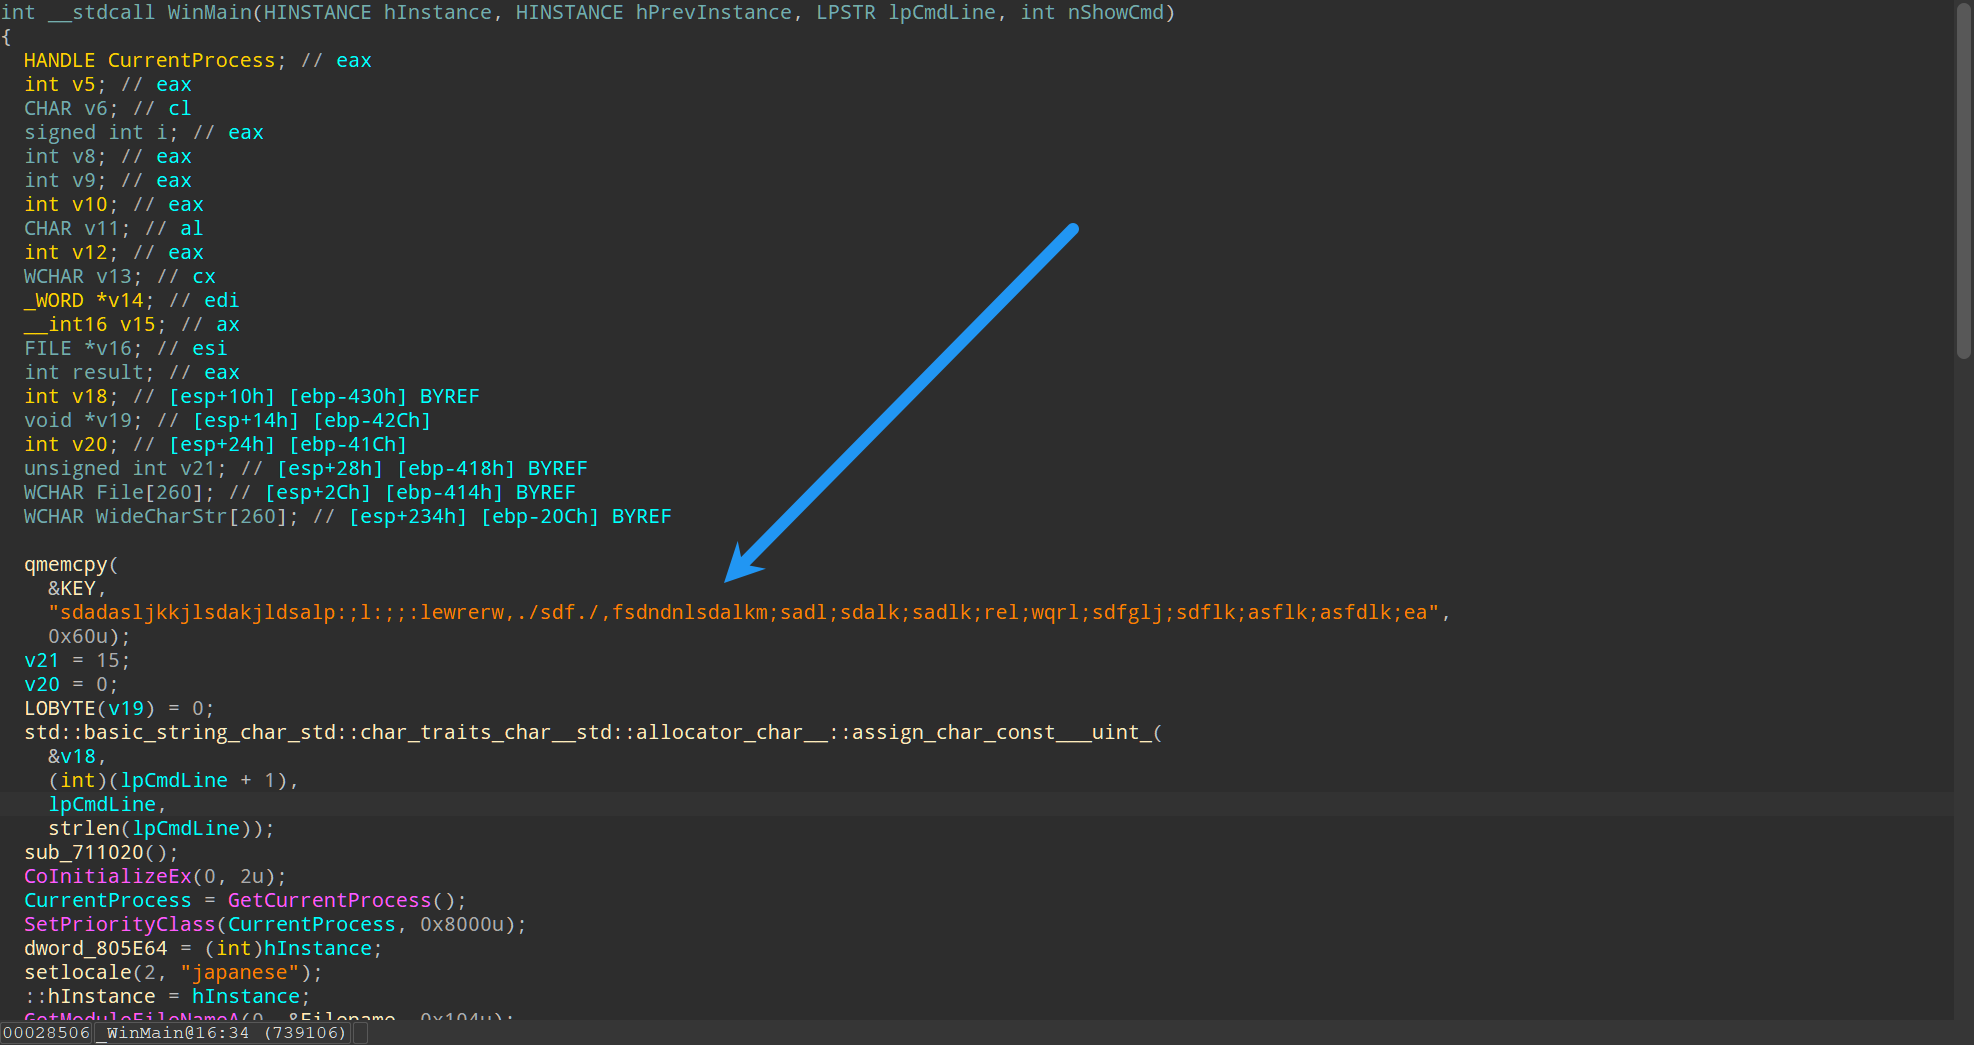 int __stdcall WinMain(HINSTANCE hInstance, HINSTANCE hPrevInstance, LPSTR lpCmdLine, int nShowCmd)
{
  HANDLE CurrentProcess; // eax
  int v5; // eax
  CHAR v6; // cl
  signed int i; // eax
  int v8; // eax
  int v9; // eax
  int v10; // eax
  CHAR v11; // al
  int v12; // eax
  WCHAR v13; // cx
  _WORD *v14; // edi
  __int16 v15; // ax
  FILE *v16; // esi
  int result; // eax
  int v18; // [esp+10h] [ebp-430h] BYREF
  void *v19; // [esp+14h] [ebp-42Ch]
  int v20; // [esp+24h] [ebp-41Ch]
  unsigned int v21; // [esp+28h] [ebp-418h] BYREF
  WCHAR File[260]; // [esp+2Ch] [ebp-414h] BYREF
  WCHAR WideCharStr[260]; // [esp+234h] [ebp-20Ch] BYREF

  qmemcpy(
    &KEY,
    "sdadasljkkjlsdakjldsalp:;l:;;:lewrerw,./sdf./,fsdndnlsdalkm;sadl;sdalk;sadlk;rel;wqrl;sdfglj;sdflk;asflk;asfdlk;ea",
    0x60u);
  v21 = 15;
  v20 = 0;
  LOBYTE(v19) = 0;
  std::basic_string_char_std::char_traits_char__std::allocator_char__::assign_char_const___uint_(
    &v18,
    (int)(lpCmdLine + 1),
    lpCmdLine,
    strlen(lpCmdLine));
  sub_711020();
  CoInitializeEx(0, 2u);
  CurrentProcess = GetCurrentProcess();
  SetPriorityClass(CurrentProcess, 0x8000u);
  dword_805E64 = (int)hInstance;
  setlocale(2, "japanese");
  ::hInstance = hInstance;
  GetModuleFileNameA(0, &Filename, 0x104u);
00028506 _WinMain@16:34 (739106)